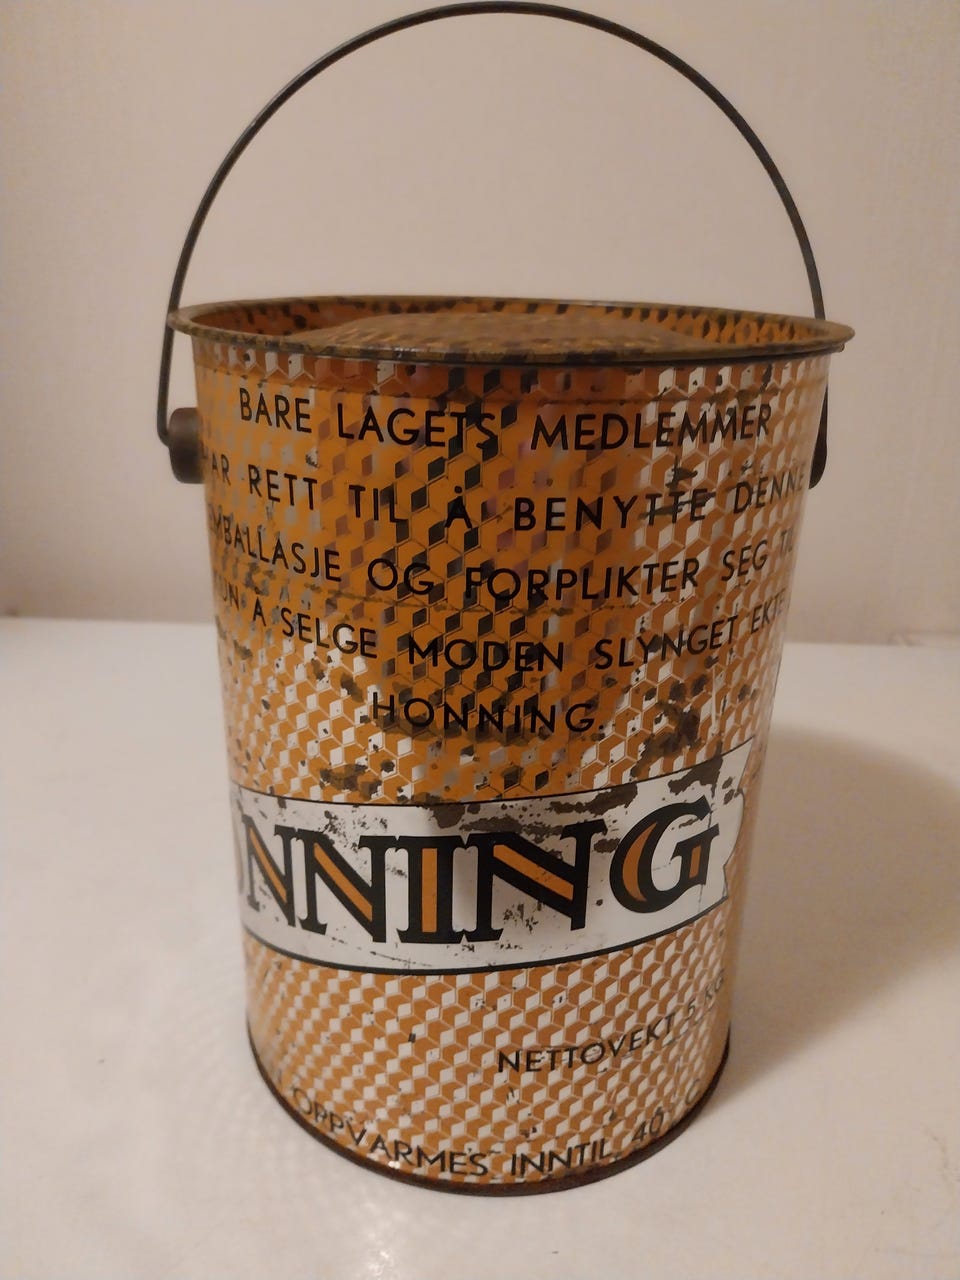 BARE LAGETS MEDLEMMER
HAR RETT TIL Å BENYTTE DENNE
EMBALLASJE OG FORPLIKTER SEG TIL
KUN Å SELGE MODEN SLYNGET EKTE
HONNING.
NNING
NETTOVEKT 5 KG
OPPVARMES INNTIL 40° C